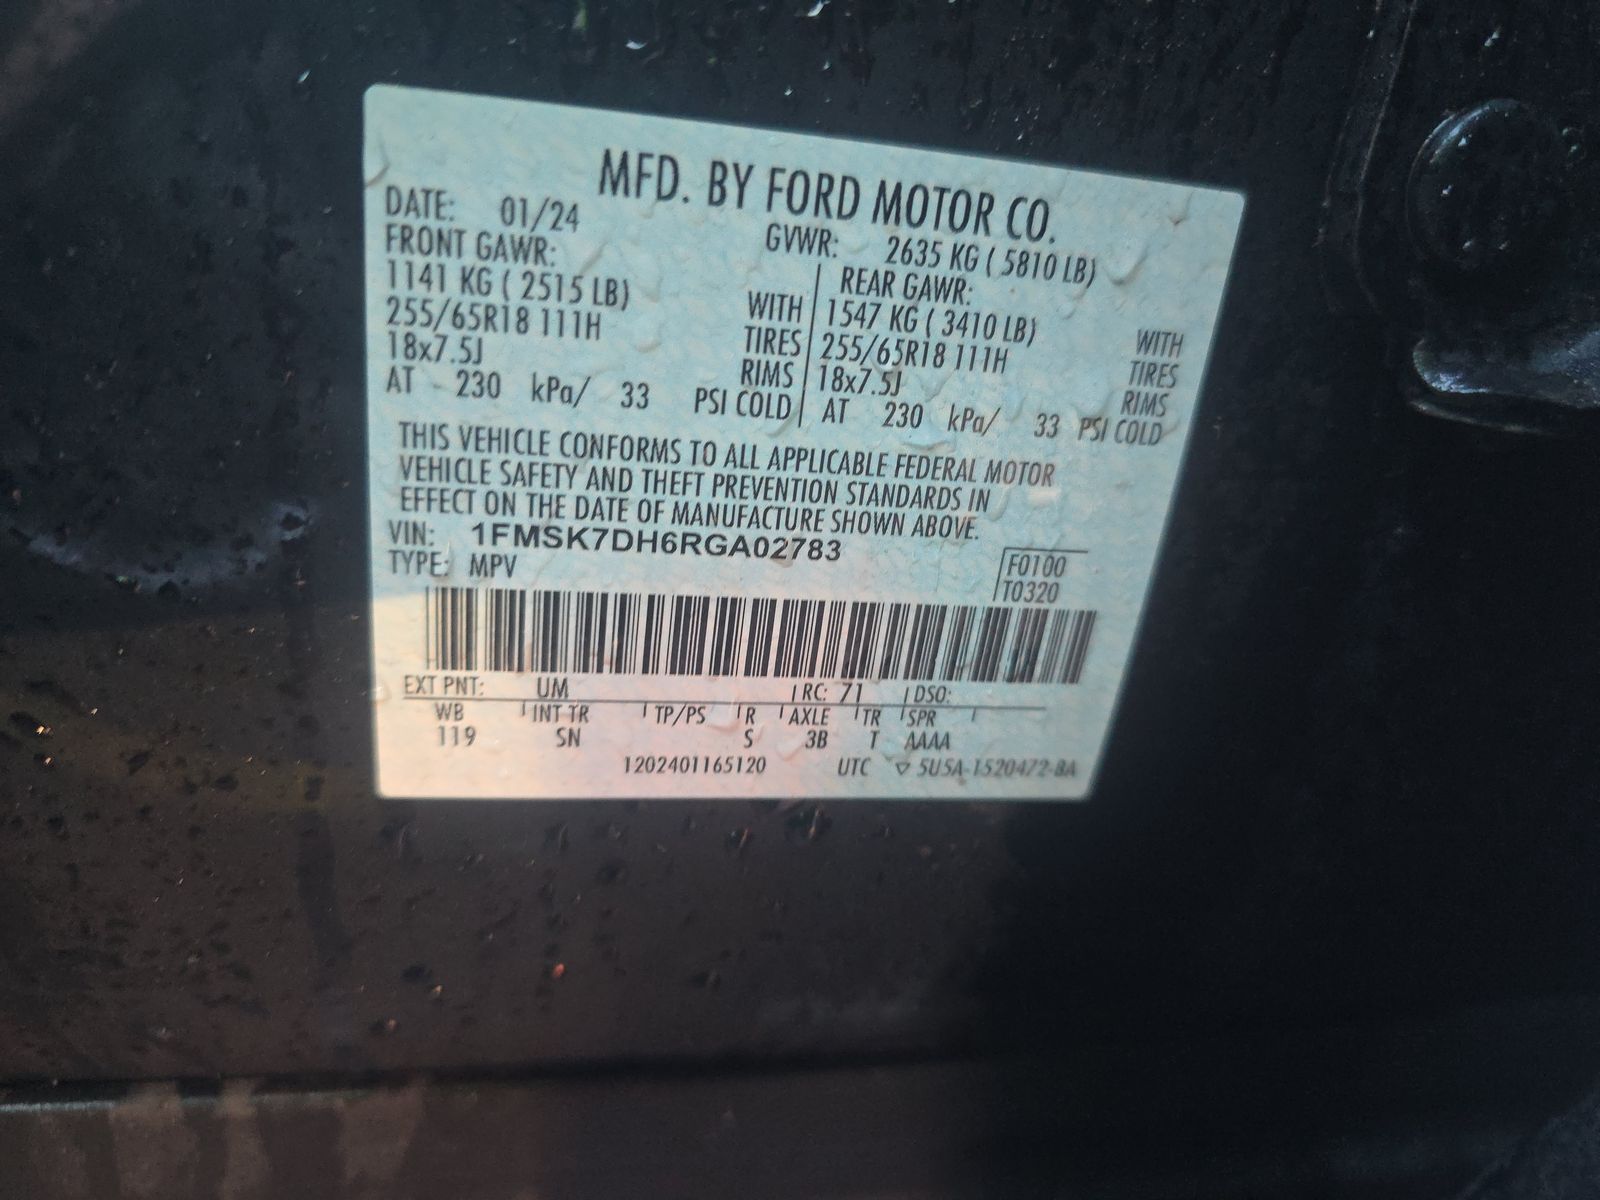 MFD. BY FORD MOTOR CO.
DATE: 01/24
GVWR: 2635 KG ( 5810 LB)
FRONT GAWR:
1141 KG ( 2515 LB) WITH
255/65R18 111H TIRES
18x7.5J RIMS
AT 230 kPa/ 33 PSI COLD
REAR GAWR:
1547 KG ( 3410 LB) WITH
255/65R18 111H TIRES
18x7.5J RIMS
AT 230 kPa/ 33 PSI COLD
THIS VEHICLE CONFORMS TO ALL APPLICABLE FEDERAL MOTOR
VEHICLE SAFETY AND THEFT PREVENTION STANDARDS IN
EFFECT ON THE DATE OF MANUFACTURE SHOWN ABOVE.
VIN: 1FMSK7DH6RGA02783
TYPE: MPV
F0100
T0320
EXT PNT: UM RC: 71 DSO:
WB INT TR TP/PS R AXLE TR SPR
119 SN S 3B T AAAA
1202401165120 UTC ▽ 5U5A-1520472-BA